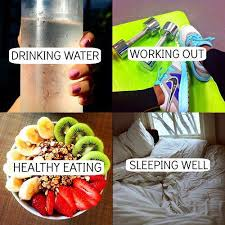 DRINKING WATER
WORKING OUT
HEALTHY EATING
SLEEPING WELL